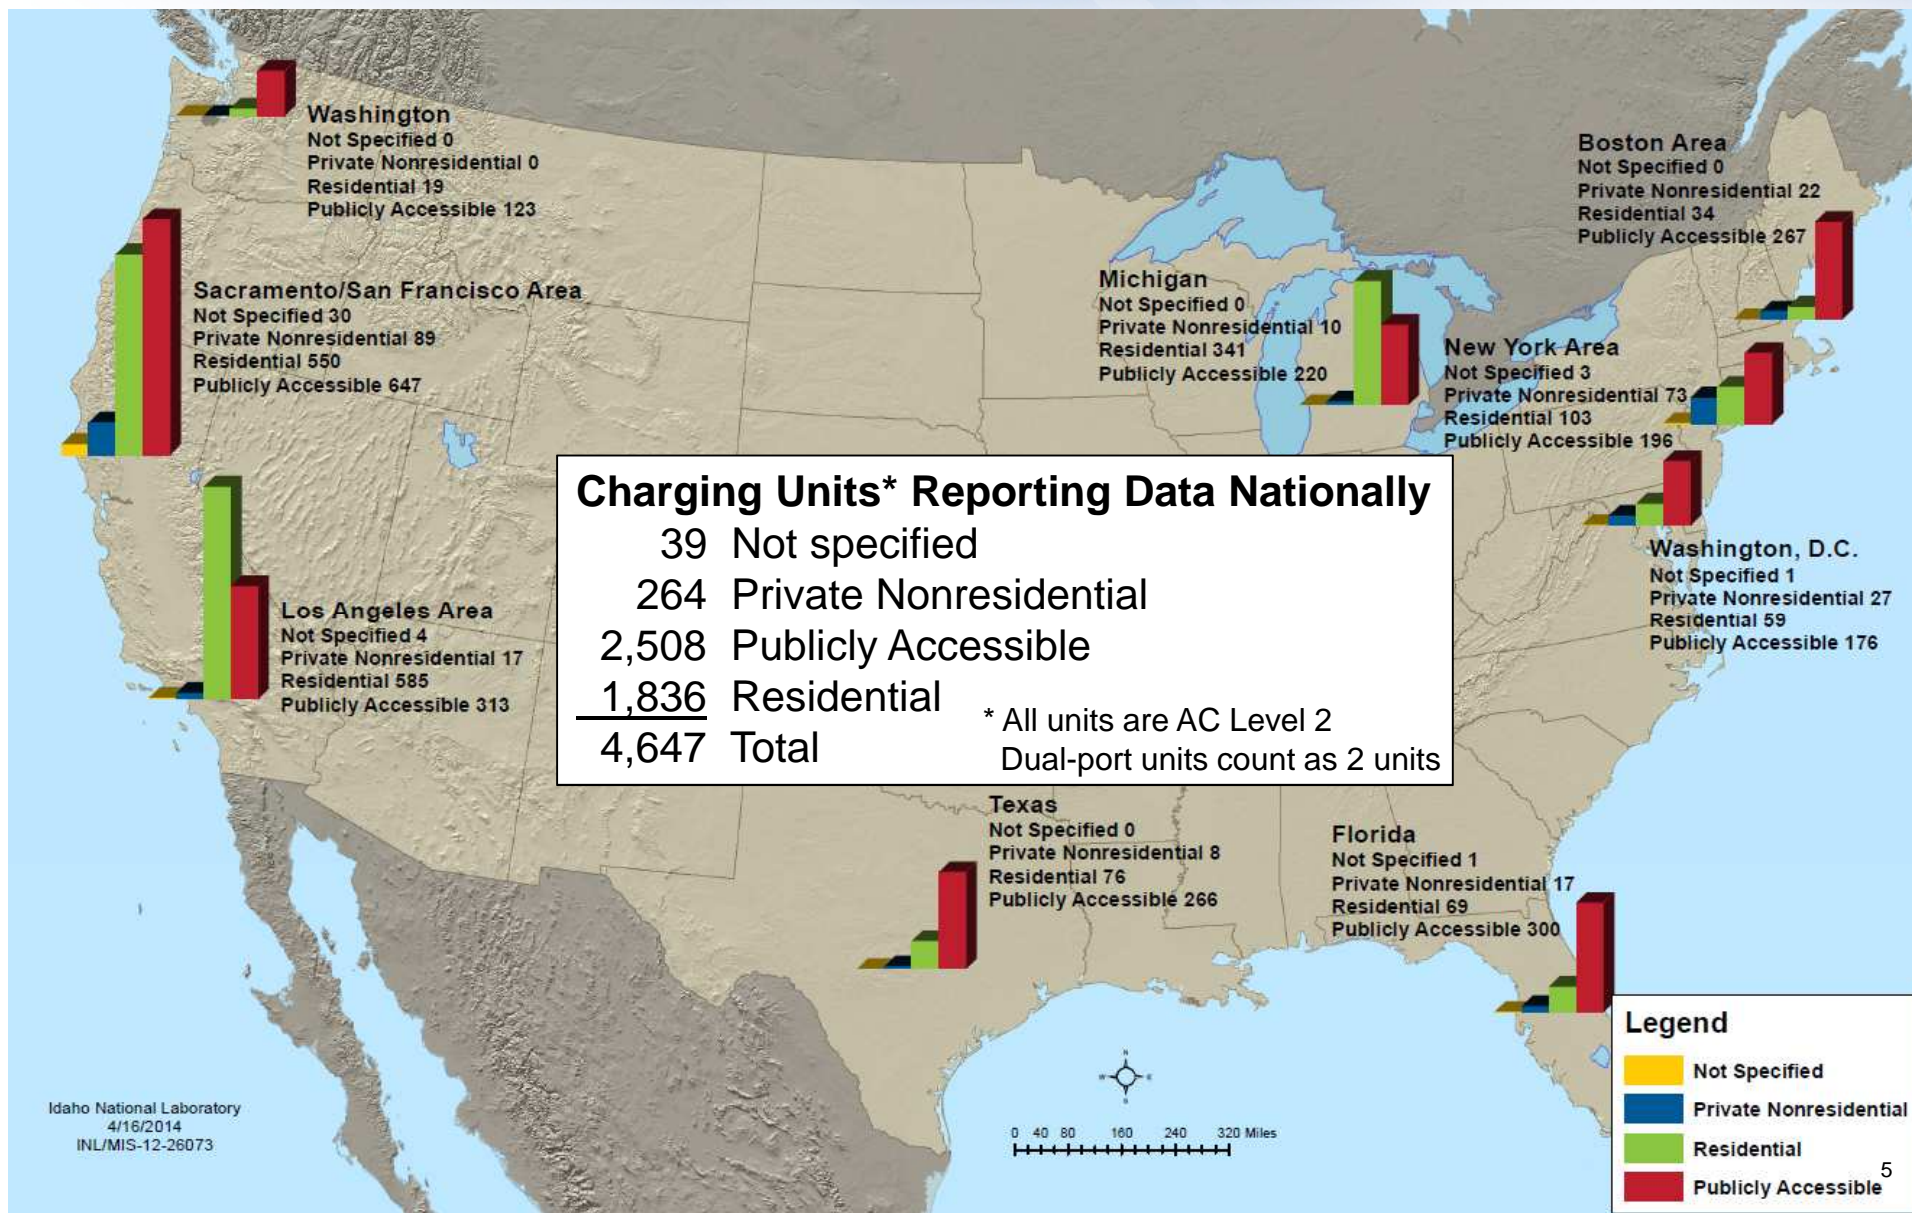 Washington
Not Specified 0
Private Nonresidential 0
Residential 19
Publicly Accessible 123
Boston Area
Not Specified 0
Private Nonresidential 22
Residential 34
Publicly Accessible 267
Sacramento/San Francisco Area
Not Specified 30
Private Nonresidential 89
Residential 550
Publicly Accessible 647
Michigan
Not Specified 0
Private Nonresidential 10
Residential 341
Publicly Accessible 220
New York Area
Not Specified 3
Private Nonresidential 73
Residential 103
Publicly Accessible 196
Charging Units* Reporting Data Nationally
39 Not specified
264 Private Nonresidential
2,508 Publicly Accessible
1,836 Residential
4,647 Total
* All units are AC Level 2
Dual-port units count as 2 units
Washington, D.C.
Not Specified 1
Private Nonresidential 27
Residential 59
Publicly Accessible 176
Los Angeles Area
Not Specified 4
Private Nonresidential 17
Residential 585
Publicly Accessible 313
Texas
Not Specified 0
Private Nonresidential 8
Residential 76
Publicly Accessible 266
Florida
Not Specified 1
Private Nonresidential 17
Residential 69
Publicly Accessible 300
Idaho National Laboratory
4/16/2014
INL/MIS-12-26073
N
W E
S
0 40 80 160 240 320 Miles
Legend
Not Specified
Private Nonresidential
Residential
Publicly Accessible
5